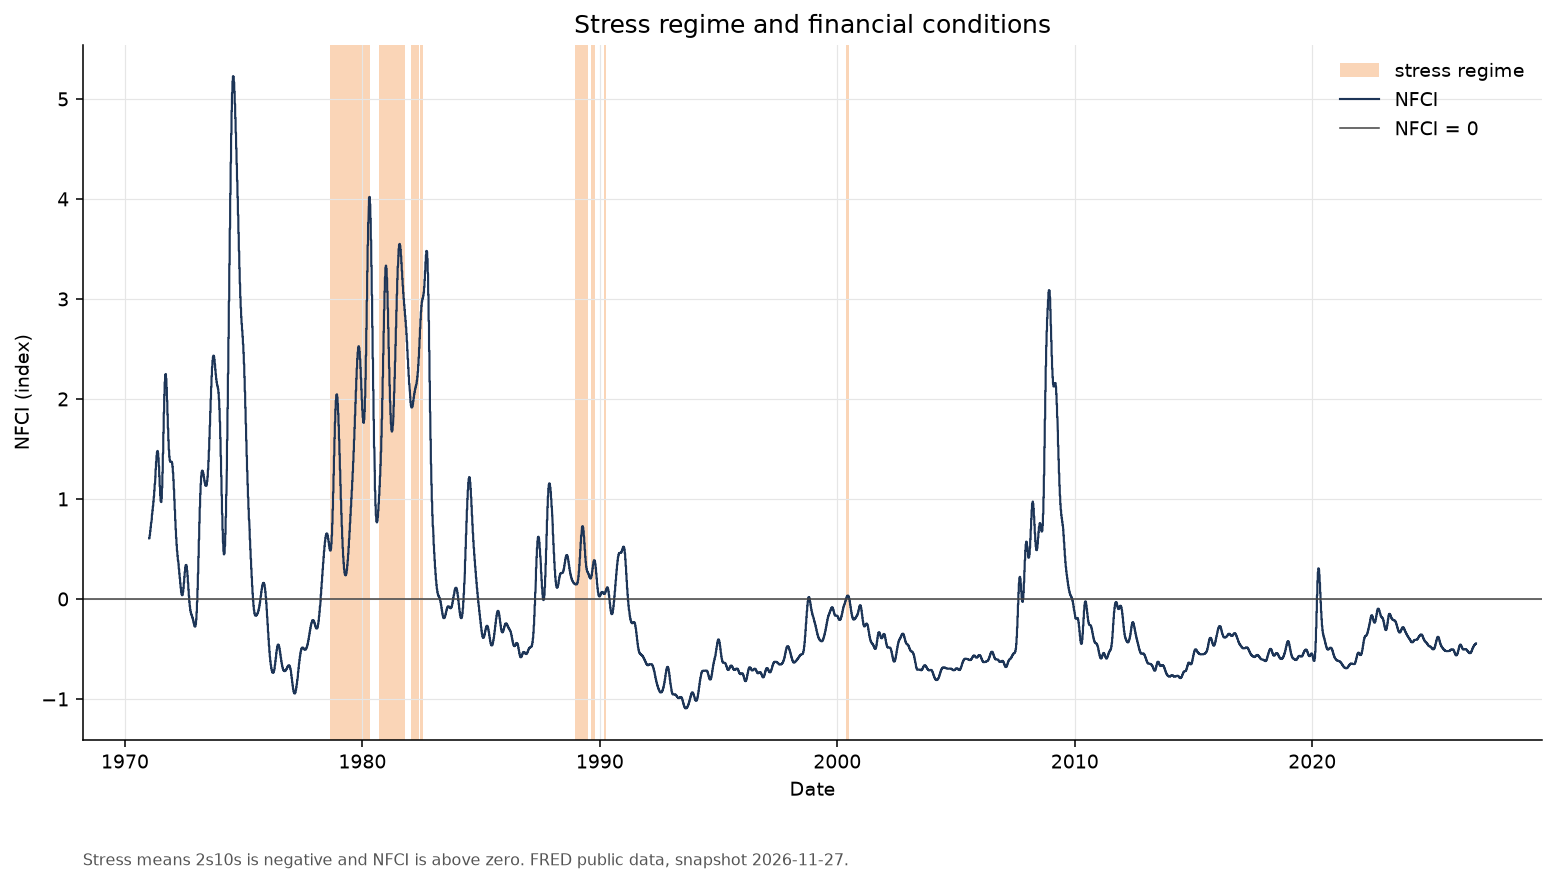 Stress regime and financial conditions
stress regime
NFCI
NFCI = 0
5
4
3
2
1
0
−1
NFCI (index)
1970 1980 1990 2000 2010 2020
Date
Stress means 2s10s is negative and NFCI is above zero. FRED public data, snapshot 2026-11-27.